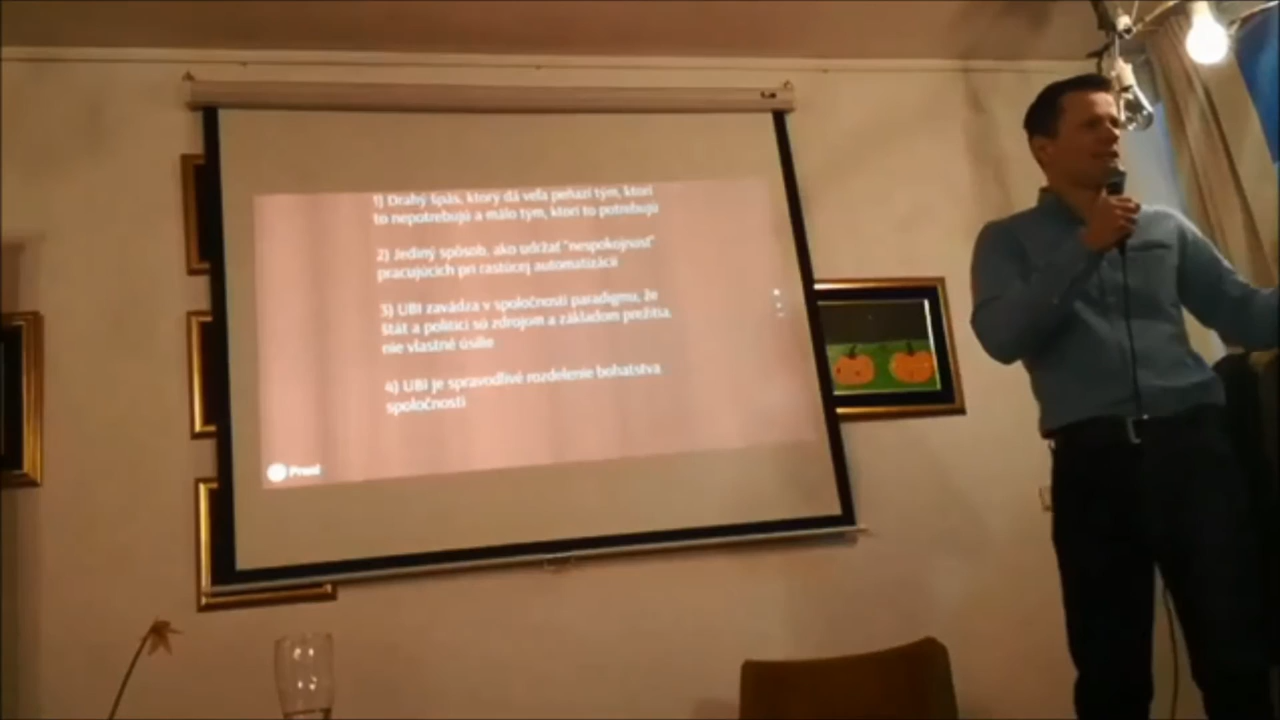 1) Drahý špás, ktorý dá veľa peňazí tým, ktorí
to nepotrebujú a málo tým, ktorí to potrebujú
2) Jediný spôsob, ako udržať "nespokojnosť"
pracujúcich pri rastúcej automatizácii
3) UBI zavádza v spoločnosti paradigmu, že
štát a politici sú zdrojom a základom prežitia,
nie vlastné úsilie
4) UBI je spravodlivé rozdelenie bohatstva
spoločnosti
Prezi